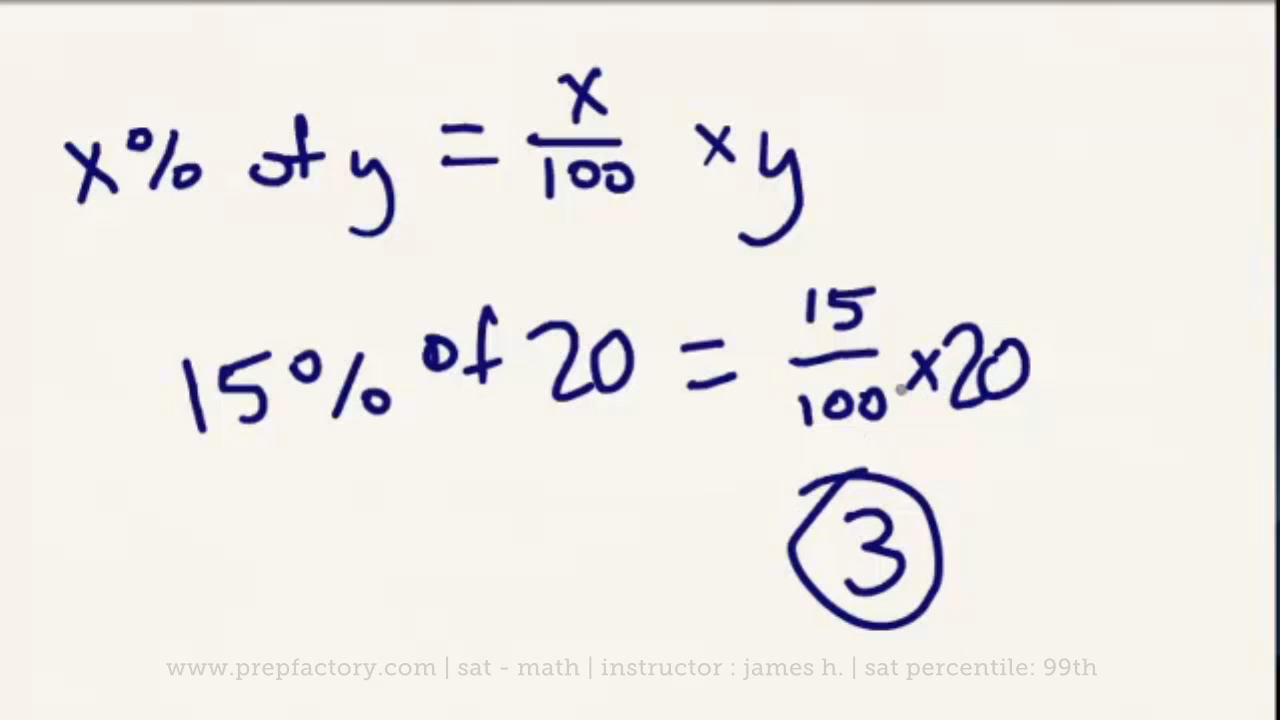 x% of y = x/100 x y
15% of 20 = 15/100 x 20
3
www.prepfactory.com | sat - math | instructor : james h. | sat percentile: 99th